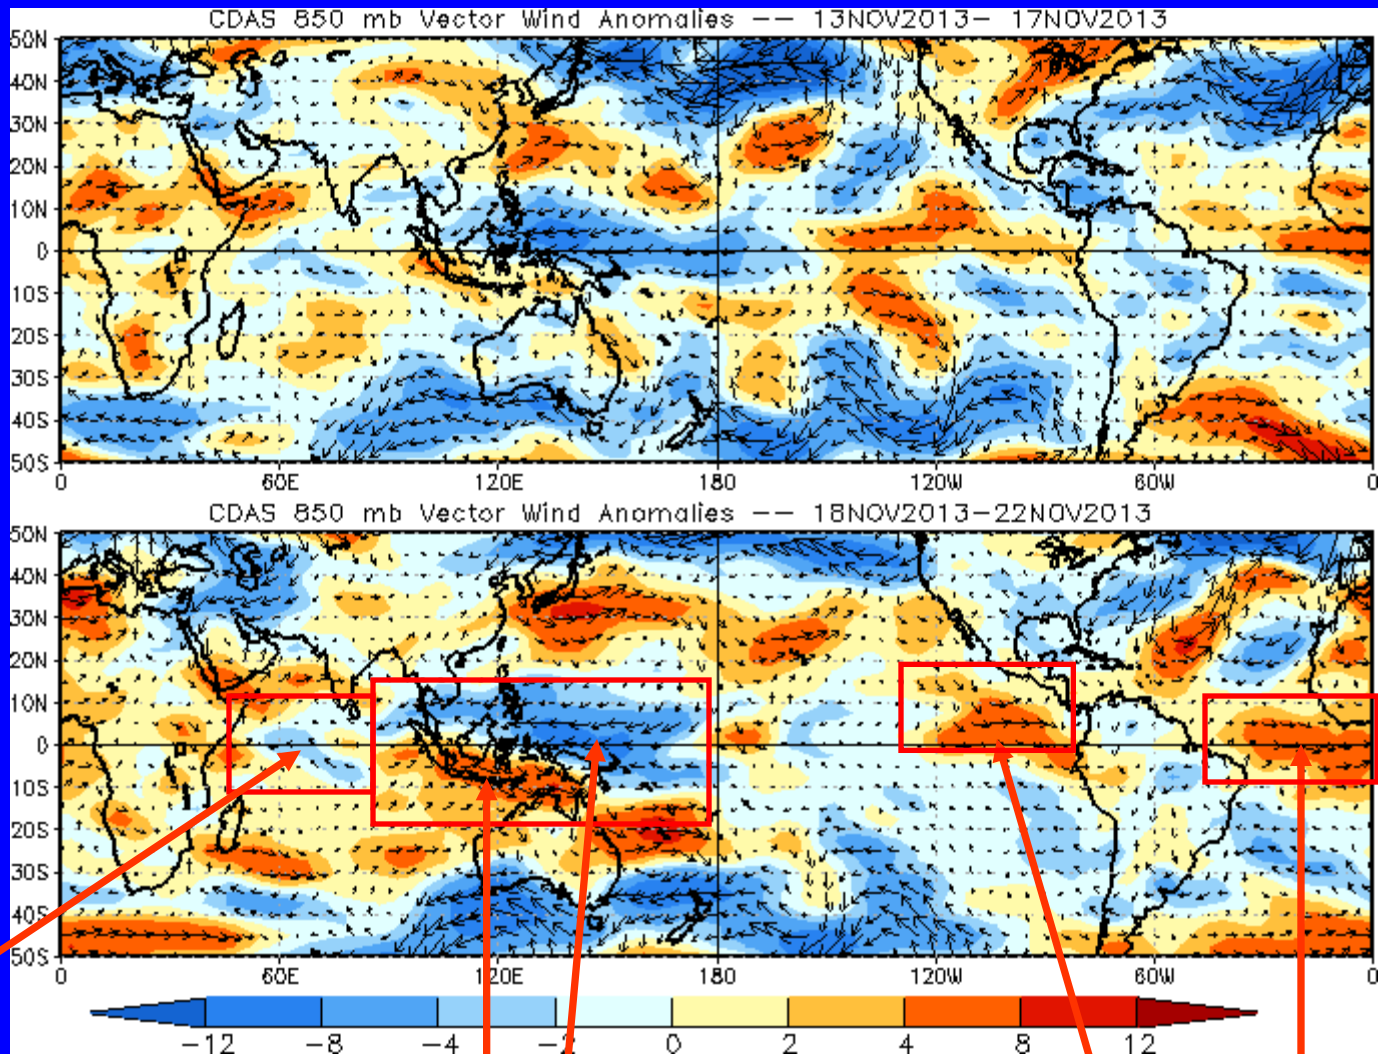 CDAS 850 mb Vector Wind Anomalies -- 13NOV2013- 17NOV2013
50N
40N
30N
20N
10N
0
10S
20S
30S
40S
50S
0 60E 120E 180 120W 60W 0
CDAS 850 mb Vector Wind Anomalies -- 18NOV2013-22NOV2013
50N
40N
30N
20N
10N
0
10S
20S
30S
40S
50S
0 60E 120E 180 120W 60W 0
-12 -8 -4 -2 0 2 4 8 12